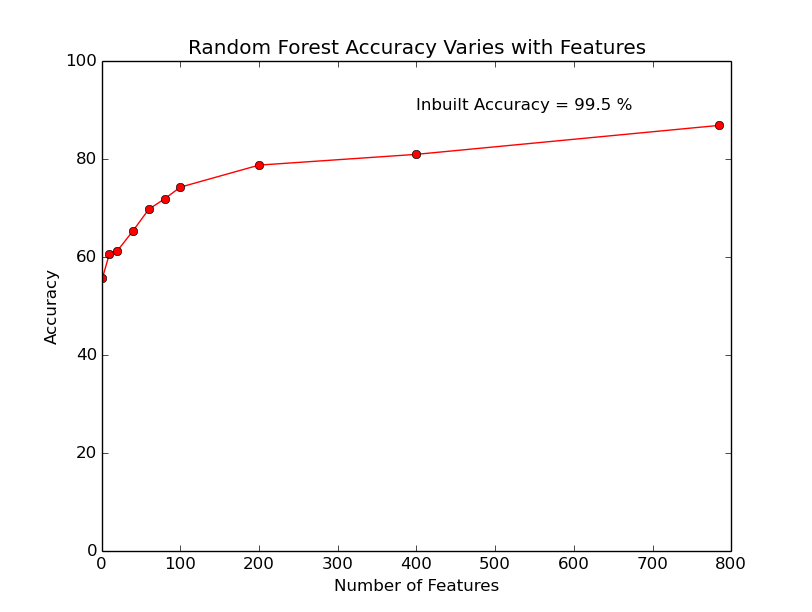 Random Forest Accuracy Varies with Features
100
Inbuilt Accuracy = 99.5 %
80
60
Accuracy
40
20
0
0 100 200 300 400 500 600 700 800
Number of Features